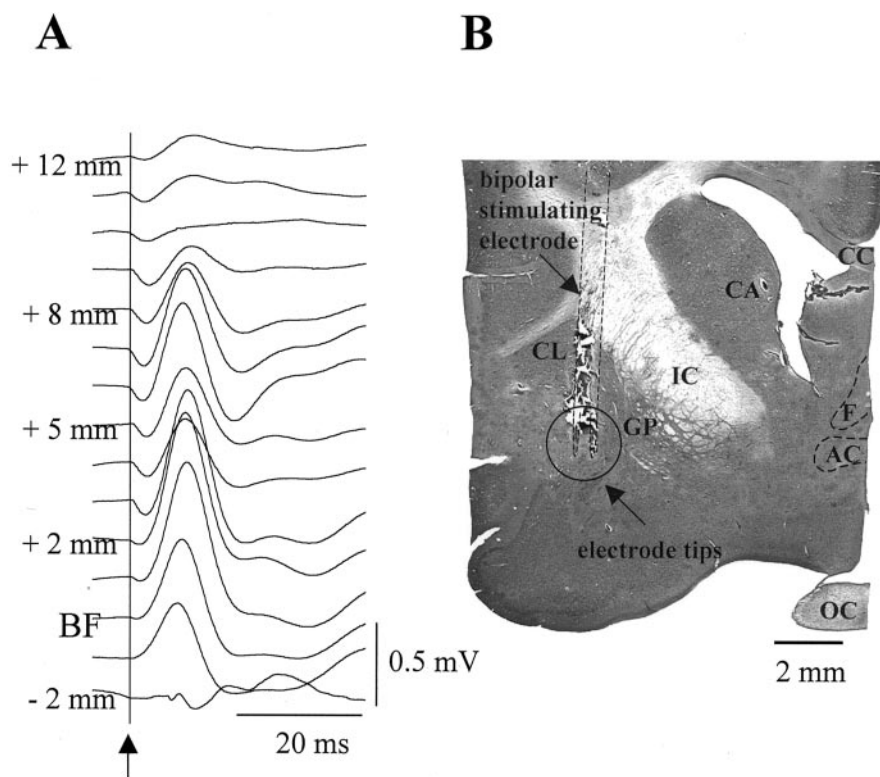 A
+ 12 mm
+ 8 mm
+ 5 mm
+ 2 mm
BF
- 2 mm
0.5 mV
20 ms
B
bipolar
stimulating
electrode
CC
CA
CL
IC
F
GP
AC
electrode tips
OC
2 mm